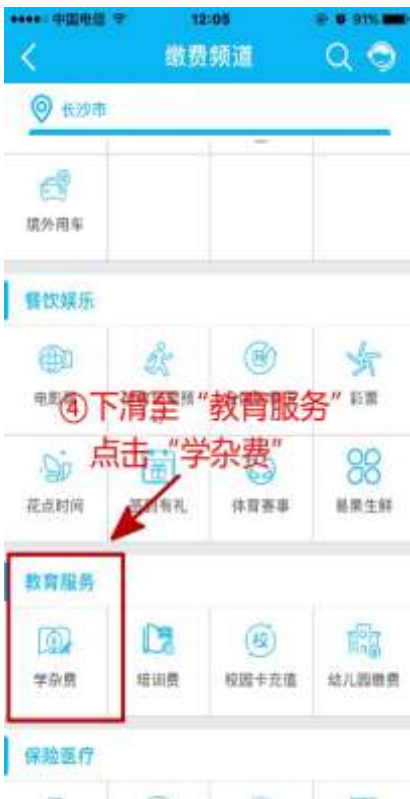 中国电信 12:05 91%
缴费频道
长沙市
境外用车
餐饮娱乐
彩票
④下滑至“教育服务”
点击“学杂费”
花点时间 体育赛事 易果生鲜
教育服务
学杂费 培训费 校园卡充值 幼儿园缴费
保险医疗